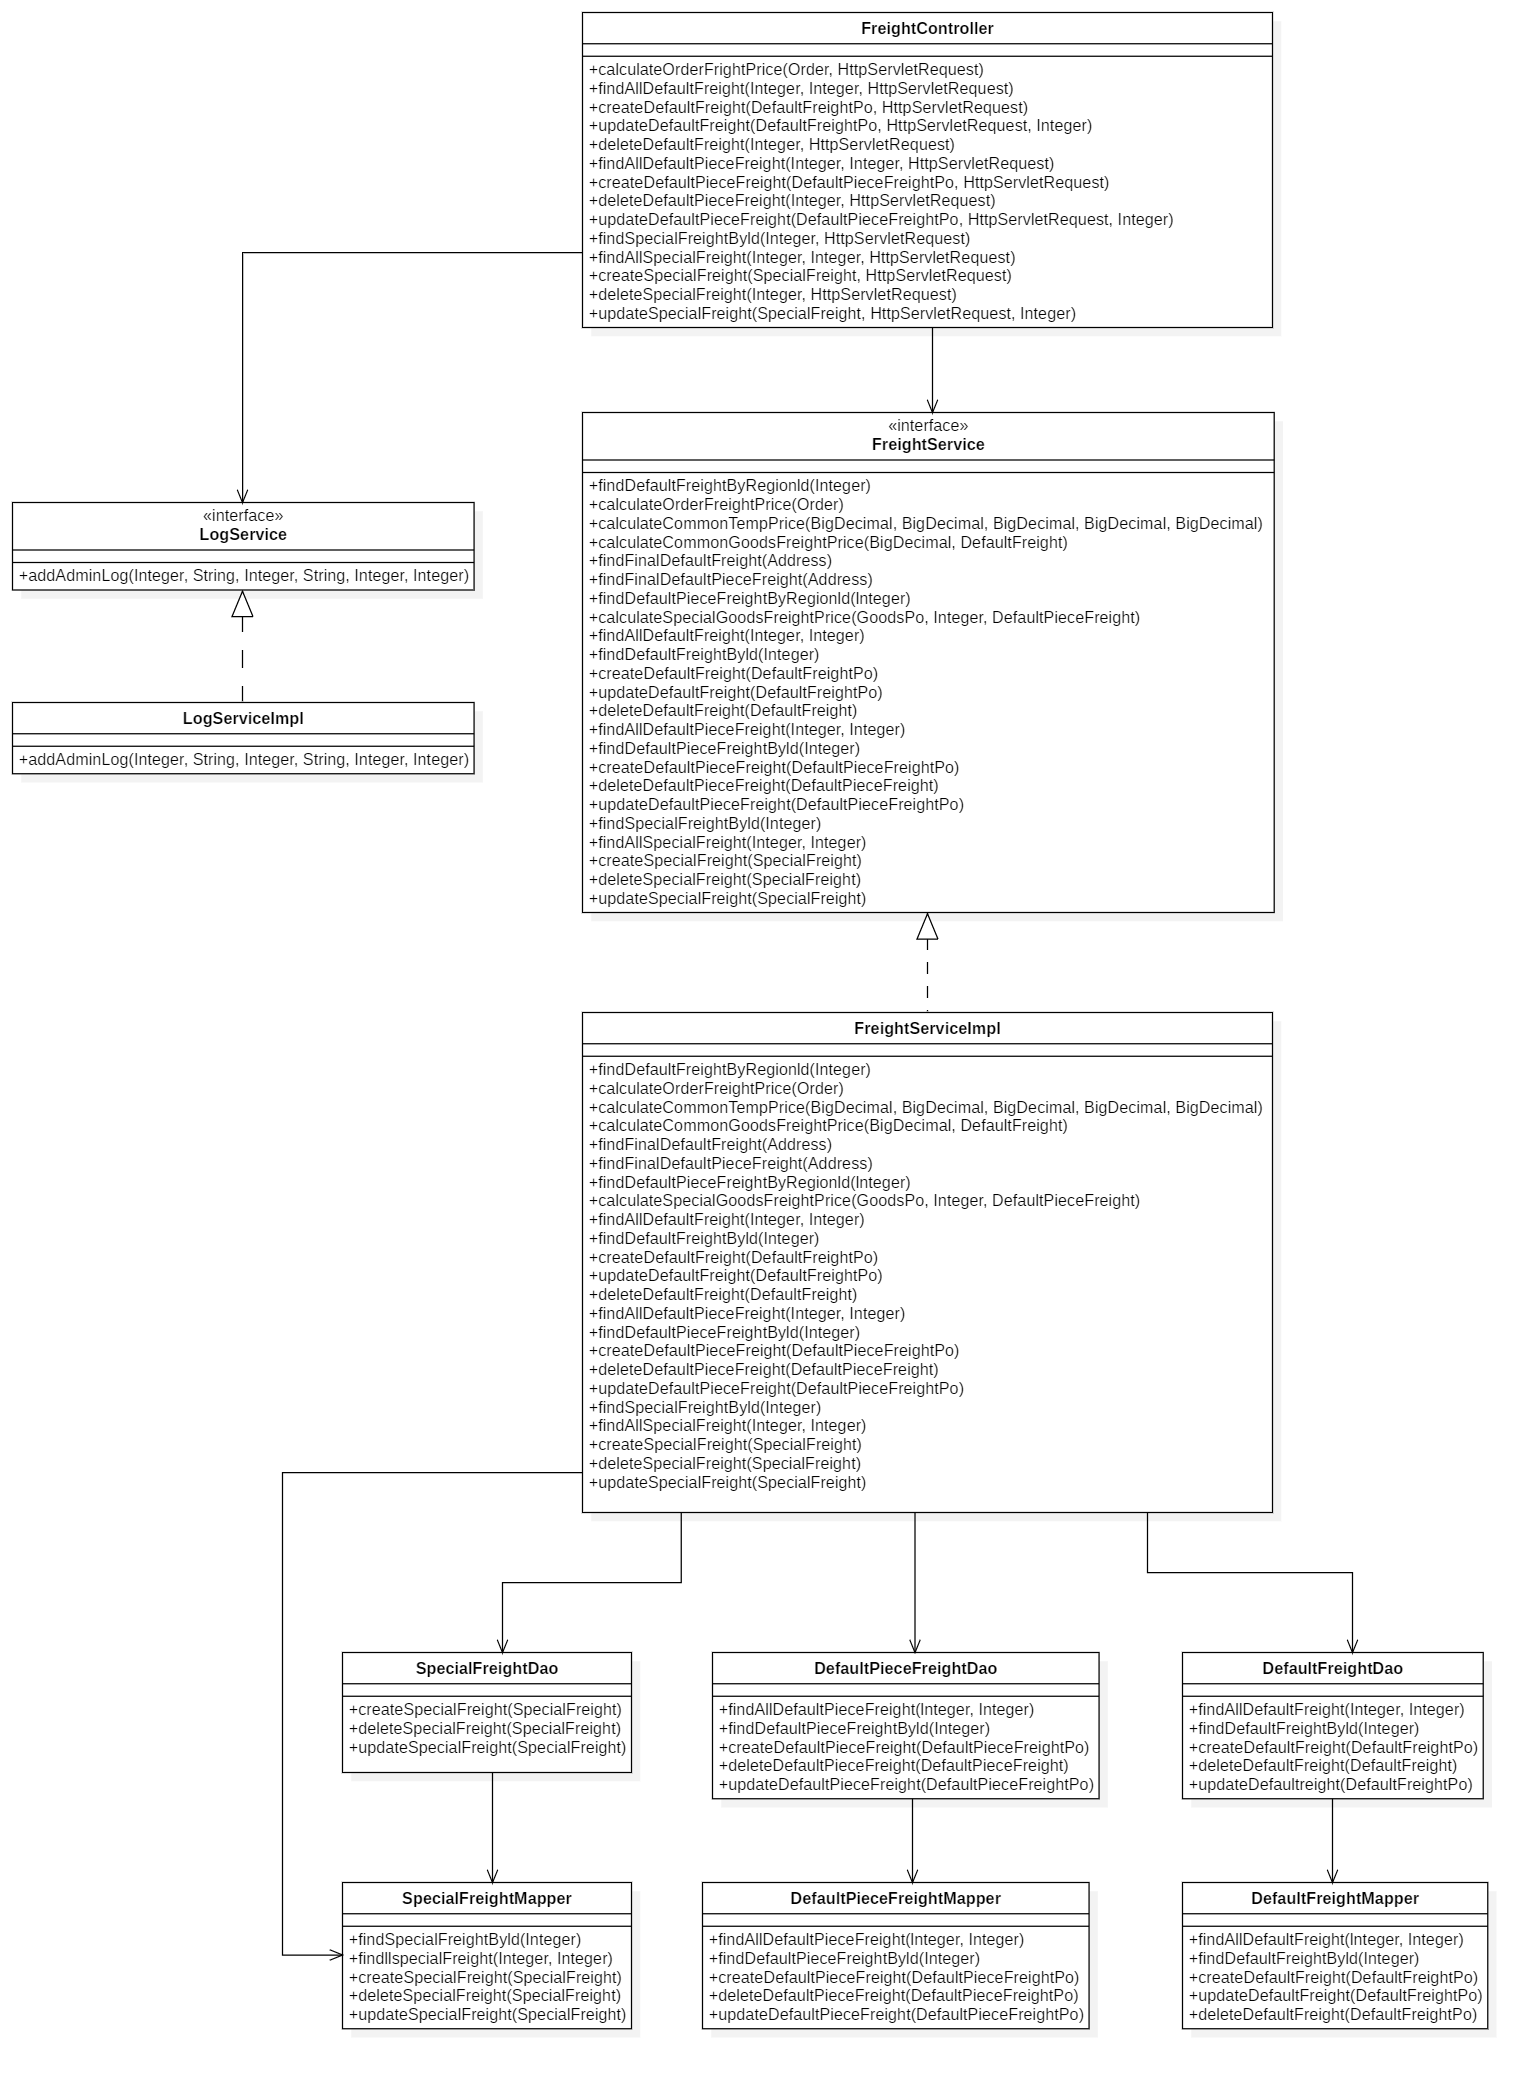 FreightController
+calculateOrderFrightPrice(Order, HttpServletRequest)
+findAllDefaultFreight(Integer, Integer, HttpServletRequest)
+createDefaultFreight(DefaultFreightPo, HttpServletRequest)
+updateDefaultFreight(DefaultFreightPo, HttpServletRequest, Integer)
+deleteDefaultFreight(Integer, HttpServletRequest)
+findAllDefaultPieceFreight(Integer, Integer, HttpServletRequest)
+createDefaultPieceFreight(DefaultPieceFreightPo, HttpServletRequest)
+deleteDefaultPieceFreight(Integer, HttpServletRequest)
+updateDefaultPieceFreight(DefaultPieceFreightPo, HttpServletRequest, Integer)
+findSpecialFreightById(Integer, HttpServletRequest)
+findAllSpecialFreight(Integer, Integer, HttpServletRequest)
+createSpecialFreight(SpecialFreight, HttpServletRequest)
+deleteSpecialFreight(Integer, HttpServletRequest)
+updateSpecialFreight(SpecialFreight, HttpServletRequest, Integer)
«interface»
FreightService
+findDefaultFreightByRegionId(Integer)
+calculateOrderFreightPrice(Order)
+calculateCommonTempPrice(BigDecimal, BigDecimal, BigDecimal, BigDecimal, BigDecimal)
+calculateCommonGoodsFreightPrice(BigDecimal, DefaultFreight)
+findFinalDefaultFreight(Address)
+findFinalDefaultPieceFreight(Address)
+findDefaultPieceFreightByRegionId(Integer)
+calculateSpecialGoodsFreightPrice(GoodsPo, Integer, DefaultPieceFreight)
+findAllDefaultFreight(Integer, Integer)
+findDefaultFreightById(Integer)
+createDefaultFreight(DefaultFreightPo)
+updateDefaultFreight(DefaultFreightPo)
+deleteDefaultFreight(DefaultFreight)
+findAllDefaultPieceFreight(Integer, Integer)
+findDefaultPieceFreightById(Integer)
+createDefaultPieceFreight(DefaultPieceFreightPo)
+deleteDefaultPieceFreight(DefaultPieceFreight)
+updateDefaultPieceFreight(DefaultPieceFreightPo)
+findSpecialFreightById(Integer)
+findAllSpecialFreight(Integer, Integer)
+createSpecialFreight(SpecialFreight)
+deleteSpecialFreight(SpecialFreight)
+updateSpecialFreight(SpecialFreight)
«interface»
LogService
+addAdminLog(Integer, String, Integer, String, Integer, Integer)
LogServiceImpl
+addAdminLog(Integer, String, Integer, String, Integer, Integer)
FreightServiceImpl
+findDefaultFreightByRegionId(Integer)
+calculateOrderFreightPrice(Order)
+calculateCommonTempPrice(BigDecimal, BigDecimal, BigDecimal, BigDecimal, BigDecimal)
+calculateCommonGoodsFreightPrice(BigDecimal, DefaultFreight)
+findFinalDefaultFreight(Address)
+findFinalDefaultPieceFreight(Address)
+findDefaultPieceFreightByRegionId(Integer)
+calculateSpecialGoodsFreightPrice(GoodsPo, Integer, DefaultPieceFreight)
+findAllDefaultFreight(Integer, Integer)
+findDefaultFreightById(Integer)
+createDefaultFreight(DefaultFreightPo)
+updateDefaultFreight(DefaultFreightPo)
+deleteDefaultFreight(DefaultFreight)
+findAllDefaultPieceFreight(Integer, Integer)
+findDefaultPieceFreightById(Integer)
+createDefaultPieceFreight(DefaultPieceFreightPo)
+deleteDefaultPieceFreight(DefaultPieceFreight)
+updateDefaultPieceFreight(DefaultPieceFreightPo)
+findSpecialFreightById(Integer)
+findAllSpecialFreight(Integer, Integer)
+createSpecialFreight(SpecialFreight)
+deleteSpecialFreight(SpecialFreight)
+updateSpecialFreight(SpecialFreight)
SpecialFreightDao
+createSpecialFreight(SpecialFreight)
+deleteSpecialFreight(SpecialFreight)
+updateSpecialFreight(SpecialFreight)
DefaultPieceFreightDao
+findAllDefaultPieceFreight(Integer, Integer)
+findDefaultPieceFreightById(Integer)
+createDefaultPieceFreight(DefaultPieceFreightPo)
+deleteDefaultPieceFreight(DefaultPieceFreight)
+updateDefaultPieceFreight(DefaultPieceFreightPo)
DefaultFreightDao
+findAllDefaultFreight(Integer, Integer)
+findDefaultFreightById(Integer)
+createDefaultFreight(DefaultFreightPo)
+deleteDefaultFreight(DefaultFreight)
+updateDefaultreight(DefaultFreightPo)
SpecialFreightMapper
+findSpecialFreightById(Integer)
+findllspecialFreight(Integer, Integer)
+createSpecialFreight(SpecialFreight)
+deleteSpecialFreight(SpecialFreight)
+updateSpecialFreight(SpecialFreight)
DefaultPieceFreightMapper
+findAllDefaultPieceFreight(Integer, Integer)
+findDefaultPieceFreightById(Integer)
+createDefaultPieceFreight(DefaultPieceFreightPo)
+deleteDefaultPieceFreight(DefaultPieceFreightPo)
+updateDefaultPieceFreight(DefaultPieceFreightPo)
DefaultFreightMapper
+findAllDefaultFreight(Integer, Integer)
+findDefaultFreightById(Integer)
+createDefaultFreight(DefaultFreightPo)
+updateDefaultFreight(DefaultFreightPo)
+deleteDefaultFreight(DefaultFreightPo)